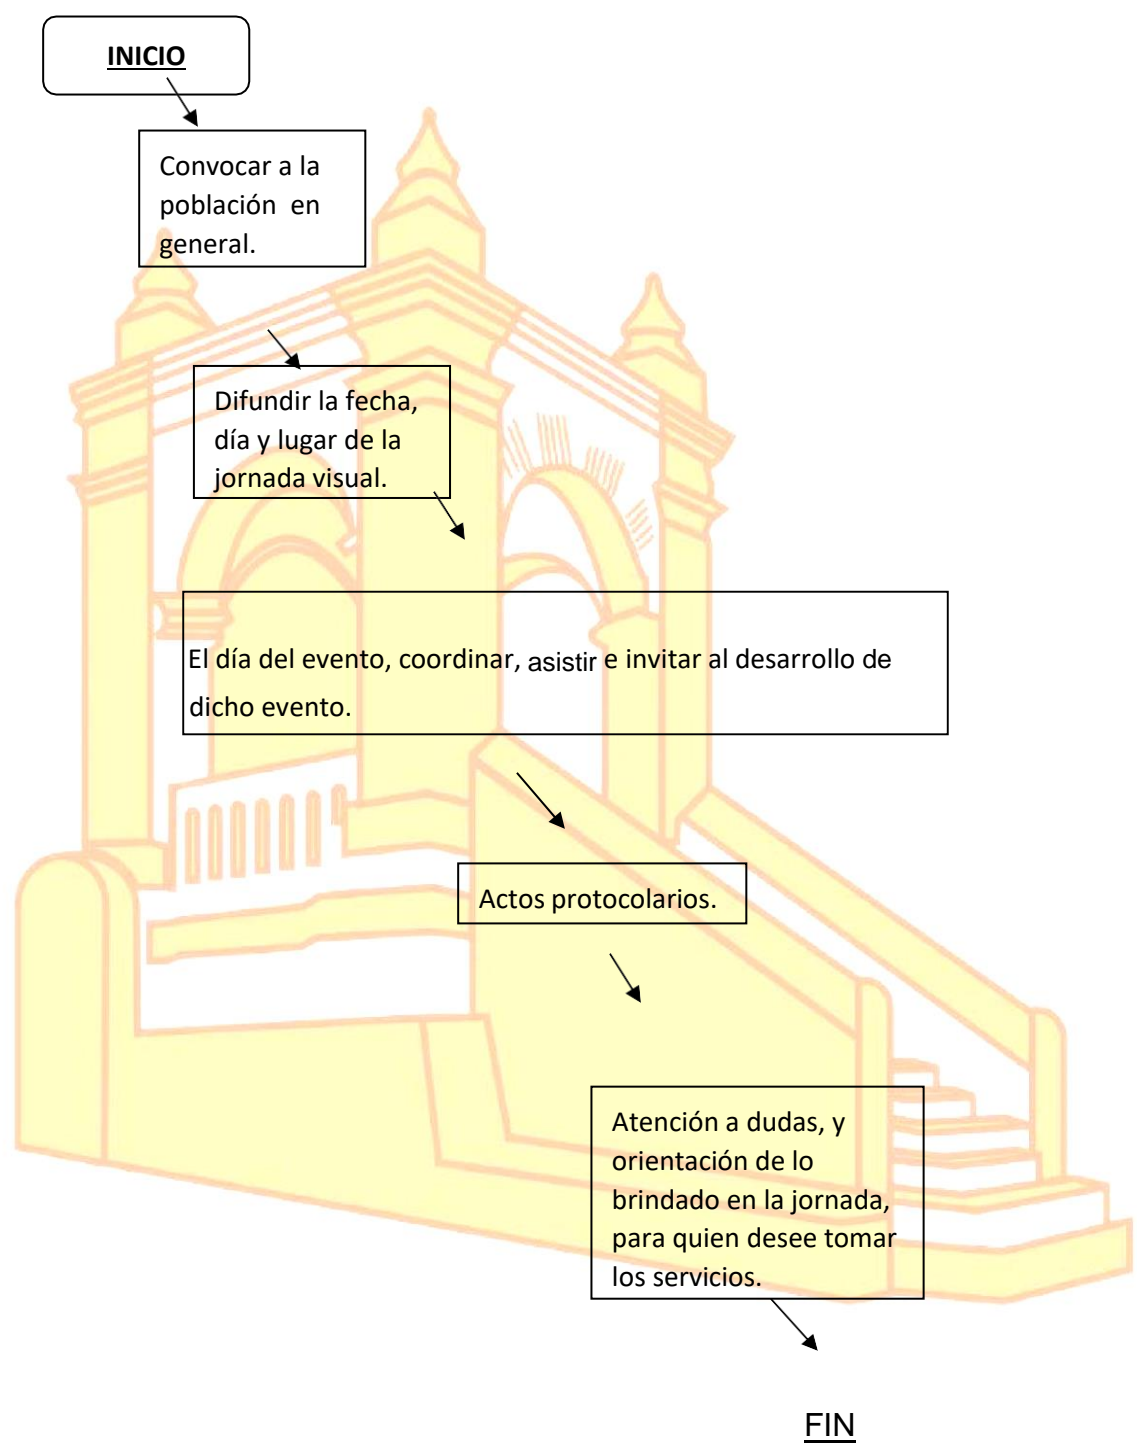 INICIO
Convocar a la
población en
general.
Difundir la fecha,
día y lugar de la
jornada visual.
El día del evento, coordinar, asistir e invitar al desarrollo de
dicho evento.
Actos protocolarios.
Atención a dudas, y
orientación de lo
brindado en la jornada,
para quien desee tomar
los servicios.
FIN